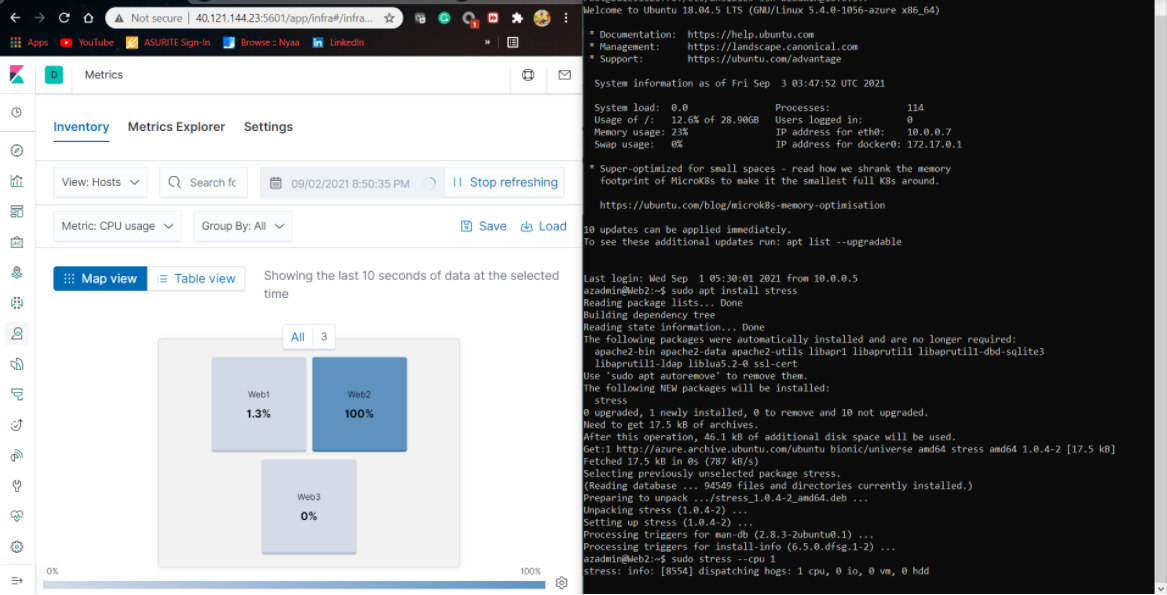 Not secure | 40.121.144.23:5601/app/infra#/infra...
1
Apps YouTube ASURITE Sign-In Browse :: Nyaa LinkedIn »
D Metrics
Inventory Metrics Explorer Settings
View: Hosts Search fo 09/02/2021 8:50:35 PM Stop refreshing
Metric: CPU usage Group By: All Save Load
Map view Table view Showing the last 10 seconds of data at the selected
time
All 3
Web1 Web2
1.3% 100%
Web3
0%
0% 100%
Welcome to Ubuntu 18.04.5 LTS (GNU/Linux 5.4.0-1056-azure x86_64)
* Documentation: https://help.ubuntu.com
* Management: https://landscape.canonical.com
* Support: https://ubuntu.com/advantage
System information as of Fri Sep 3 03:47:52 UTC 2021
System load: 0.0 Processes: 114
Usage of /: 12.6% of 28.90GB Users logged in: 0
Memory usage: 23% IP address for eth0: 10.0.0.7
Swap usage: 0% IP address for docker0: 172.17.0.1
* Super-optimized for small spaces - read how we shrank the memory
footprint of MicroK8s to make it the smallest full K8s around.
https://ubuntu.com/blog/microk8s-memory-optimisation
10 updates can be applied immediately.
To see these additional updates run: apt list --upgradable
Last login: Wed Sep 1 05:30:01 2021 from 10.0.0.5
azadmin@Web2:~$ sudo apt install stress
Reading package lists... Done
Building dependency tree
Reading state information... Done
The following packages were automatically installed and are no longer required:
apache2-bin apache2-data apache2-utils libapr1 libaprutil1 libaprutil1-dbd-sqlite3
libaprutil1-ldap liblua5.2-0 ssl-cert
Use 'sudo apt autoremove' to remove them.
The following NEW packages will be installed:
stress
0 upgraded, 1 newly installed, 0 to remove and 10 not upgraded.
Need to get 17.5 kB of archives.
After this operation, 46.1 kB of additional disk space will be used.
Get:1 http://azure.archive.ubuntu.com/ubuntu bionic/universe amd64 stress amd64 1.0.4-2 [17.5 kB]
Fetched 17.5 kB in 0s (787 kB/s)
Selecting previously unselected package stress.
(Reading database ... 94549 files and directories currently installed.)
Preparing to unpack .../stress_1.0.4-2_amd64.deb ...
Unpacking stress (1.0.4-2) ...
Setting up stress (1.0.4-2) ...
Processing triggers for man-db (2.8.3-2ubuntu0.1) ...
Processing triggers for install-info (6.5.0.dfsg.1-2) ...
azadmin@Web2:~$ sudo stress --cpu 1
stress: info: [8554] dispatching hogs: 1 cpu, 0 io, 0 vm, 0 hdd